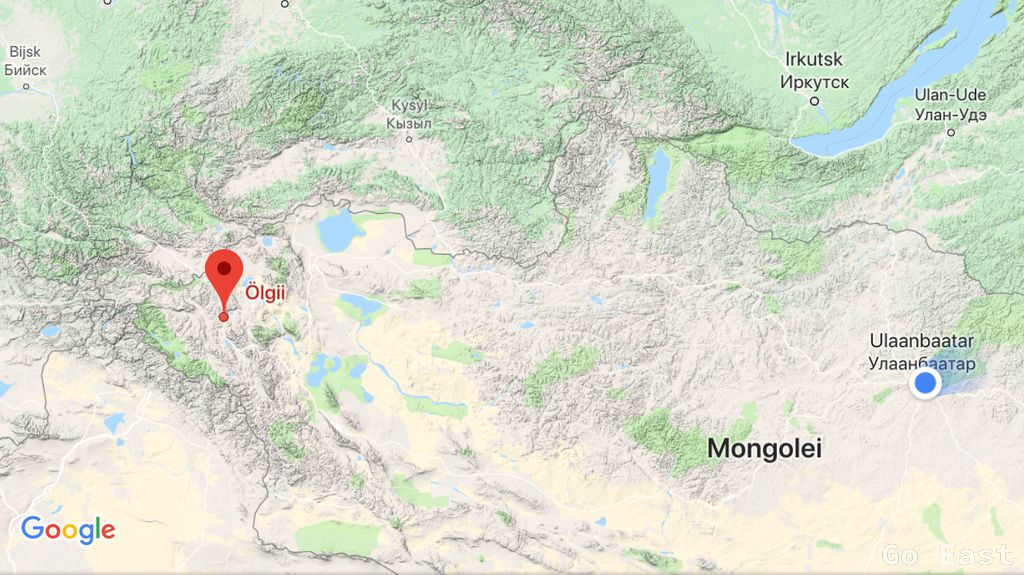 Bijsk
Бийск
Kysyl
Кызыл
Irkutsk
Иркутск
Ulan-Ude
Улан-Удэ
Ölgii
Ulaanbaatar
Улаанбаатар
Mongolei
Google
Go East